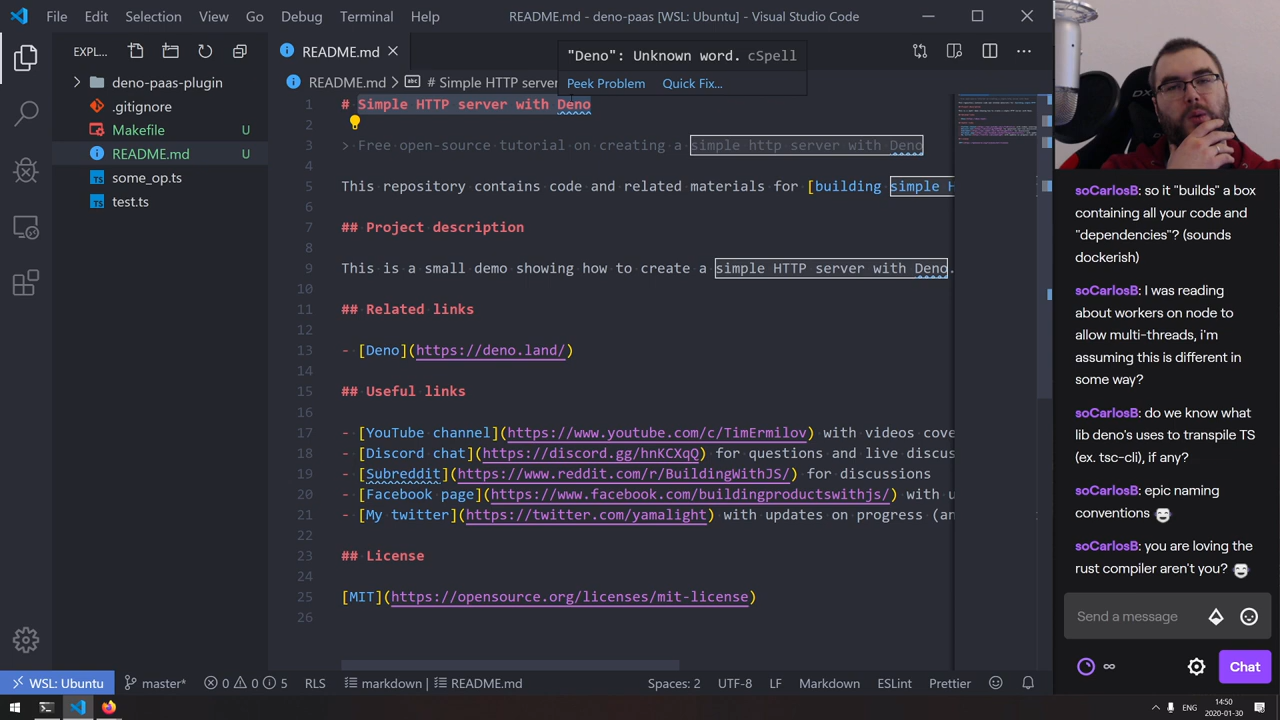 File Edit Selection View Go Debug Terminal Help
README.md - deno-paas [WSL: Ubuntu] - Visual Studio Code
EXPL...
deno-paas-plugin
.gitignore
Makefile U
README.md U
some_op.ts
test.ts
README.md
"Deno": Unknown word. cSpell
Peek Problem Quick Fix...
README.md > # Simple HTTP server
1 # Simple HTTP server with Deno
2
3 Free open-source tutorial on creating a simple http server with Deno
4
5 This repository contains code and related materials for [building simple H
6
7 ## Project description
8
9 This is a small demo showing how to create a simple HTTP server with Deno.
10
11 ## Related links
12
13 - [Deno](https://deno.land/)
14
15 ## Useful links
16
17 - [YouTube channel](https://www.youtube.com/c/TimErmilov) with videos cove
18 - [Discord chat](https://discord.gg/hnKCXqQ) for questions and live discus
19 - [Subreddit](https://www.reddit.com/r/BuildingWithJS/) for discussions
20 - [Facebook page](https://www.facebook.com/buildingproductswithjs/) with u
21 - [My twitter](https://twitter.com/yamalight) with updates on progress (an
22
23 ## License
24
25 [MIT](https://opensource.org/licenses/mit-license)
26
soCarlosB: so it "builds" a box
containing all your code and
"dependencies"? (sounds
dockerish)
soCarlosB: I was reading
about workers on node to
allow multi-threads, i'm
assuming this is different in
some way?
soCarlosB: do we know what
lib deno's uses to transpile TS
(ex. tsc-cli), if any?
soCarlosB: epic naming
conventions
soCarlosB: you are loving the
rust compiler aren't you?
Send a message
∞ Chat
WSL: Ubuntu master* 0 0 5 RLS markdown | README.md Spaces: 2 UTF-8 LF Markdown ESLint Prettier
ENG 14:50
2020-01-30